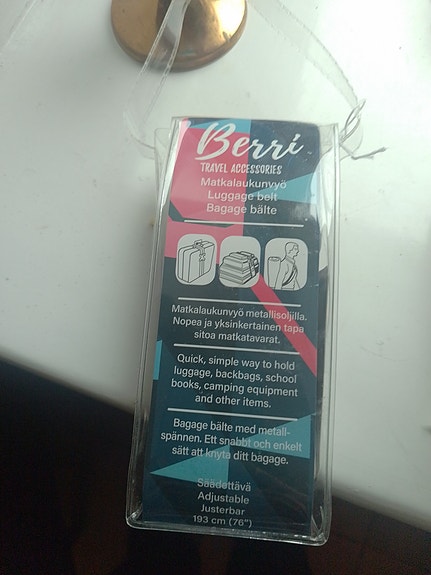 Berri
TRAVEL ACCESSORIES
Matkalaukunvyö
Luggage belt
Bagage bälte
Matkalaukunvyö metallisoljilla.
Nopea ja yksinkertainen tapa
sitoa matkatavarat.
Quick, simple way to hold
luggage, backbags, school
books, camping equipment
and other items.
Bagage bälte med metall-
spännen. Ett snabbt och enkelt
sätt att knyta ditt bagage.
Säädettävä
Adjustable
Justerbar
193 cm (76")